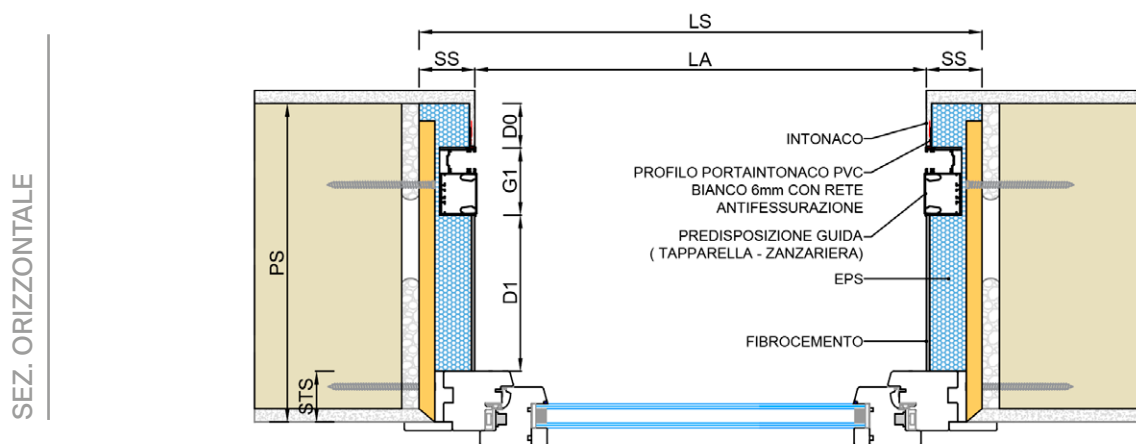 SEZ. ORIZZONTALE
LS
SS
LA
SS
PS
STS
D0
G1
D1
INTONACO
PROFILO PORTAINTONACO PVC
BIANCO 6mm CON RETE
ANTIFESSURAZIONE
PREDISPOSIZIONE GUIDA
( TAPPARELLA - ZANZARIERA)
EPS
FIBROCEMENTO